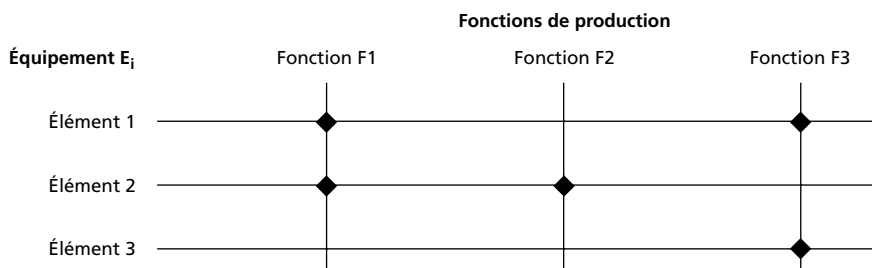 Fonctions de production
Équipement Ei Fonction F1 Fonction F2 Fonction F3
Élément 1
Élément 2
Élément 3